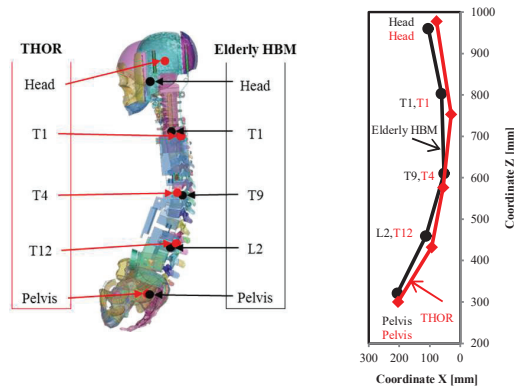 THOR
Elderly HBM
Head
Head
T1
T1
T4
T9
T12
L2
Pelvis
Pelvis
1000
900
800
700
600
500
400
300
200
Coordinate Z [mm]
Head
Head
T1,T1
Elderly HBM
T9,T4
L2,T12
THOR
Pelvis
Pelvis
300 200 100 0
Coordinate X [mm]